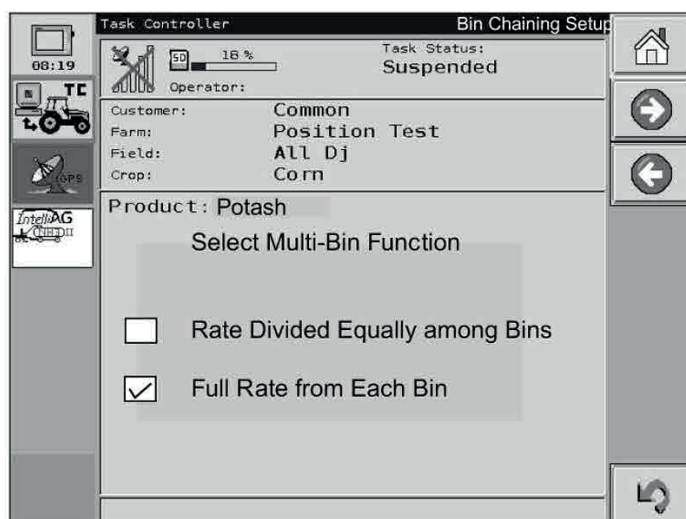 Task Controller
Bin Chaining Setup
08:19
SD
18 %
Task Status:
Suspended
Operator:
TC
Customer: Common
Farm: Position Test
Field: All Dj
Crop: Corn
GPS
IntelliAG
Product: Potash
Select Multi-Bin Function
Rate Divided Equally among Bins
Full Rate from Each Bin